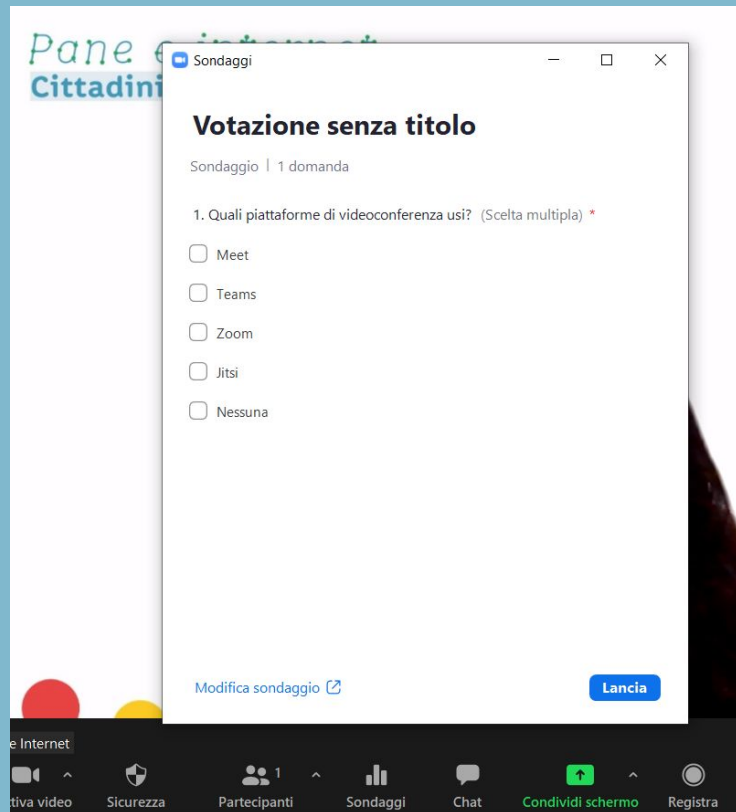 Pane e
Cittadini
Sondaggi
Votazione senza titolo
Sondaggio | 1 domanda
1. Quali piattaforme di videoconferenza usi? (Scelta multipla) *
Meet
Teams
Zoom
Jitsi
Nessuna
Modifica sondaggio
Lancia
e Internet
tiva video
Sicurezza
Partecipanti
1
Sondaggi
Chat
Condividi schermo
Registra